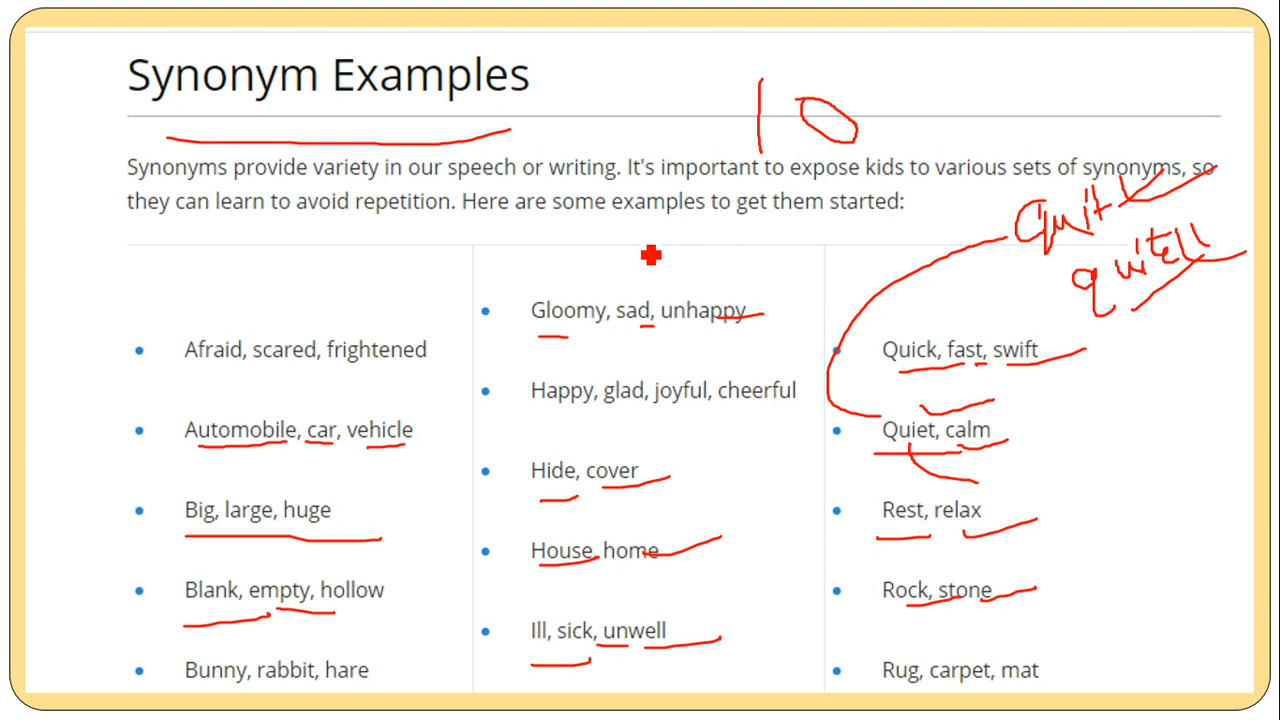 Synonym Examples
10
Synonyms provide variety in our speech or writing. It's important to expose kids to various sets of synonyms, so
they can learn to avoid repetition. Here are some examples to get them started:
Afraid, scared, frightened
Automobile, car, vehicle
Big, large, huge
Blank, empty, hollow
Bunny, rabbit, hare
Gloomy, sad, unhappy
Happy, glad, joyful, cheerful
Hide, cover
House, home
Ill, sick, unwell
Quick, fast, swift
Quiet, calm
Rest, relax
Rock, stone
Rug, carpet, mat